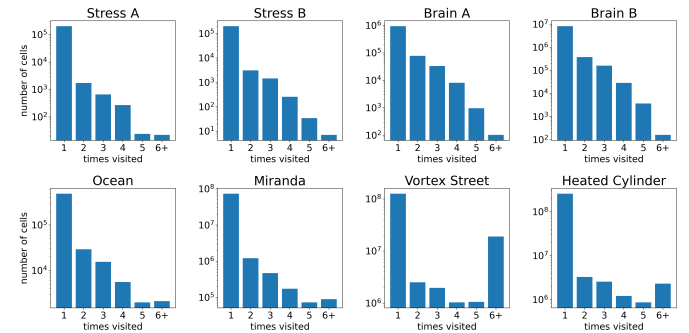 Stress A
Stress B
Brain A
Brain B
number of cells
10^5
10^4
10^3
10^2
10^5
10^4
10^3
10^2
10^1
10^6
10^5
10^4
10^3
10^2
10^7
10^6
10^5
10^4
10^3
10^2
1 2 3 4 5 6+
1 2 3 4 5 6+
1 2 3 4 5 6+
1 2 3 4 5 6+
times visited
times visited
times visited
times visited
Ocean
Miranda
Vortex Street
Heated Cylinder
number of cells
10^5
10^4
10^8
10^7
10^6
10^5
10^8
10^7
10^6
10^8
10^7
10^6
1 2 3 4 5 6+
1 2 3 4 5 6+
1 2 3 4 5 6+
1 2 3 4 5 6+
times visited
times visited
times visited
times visited